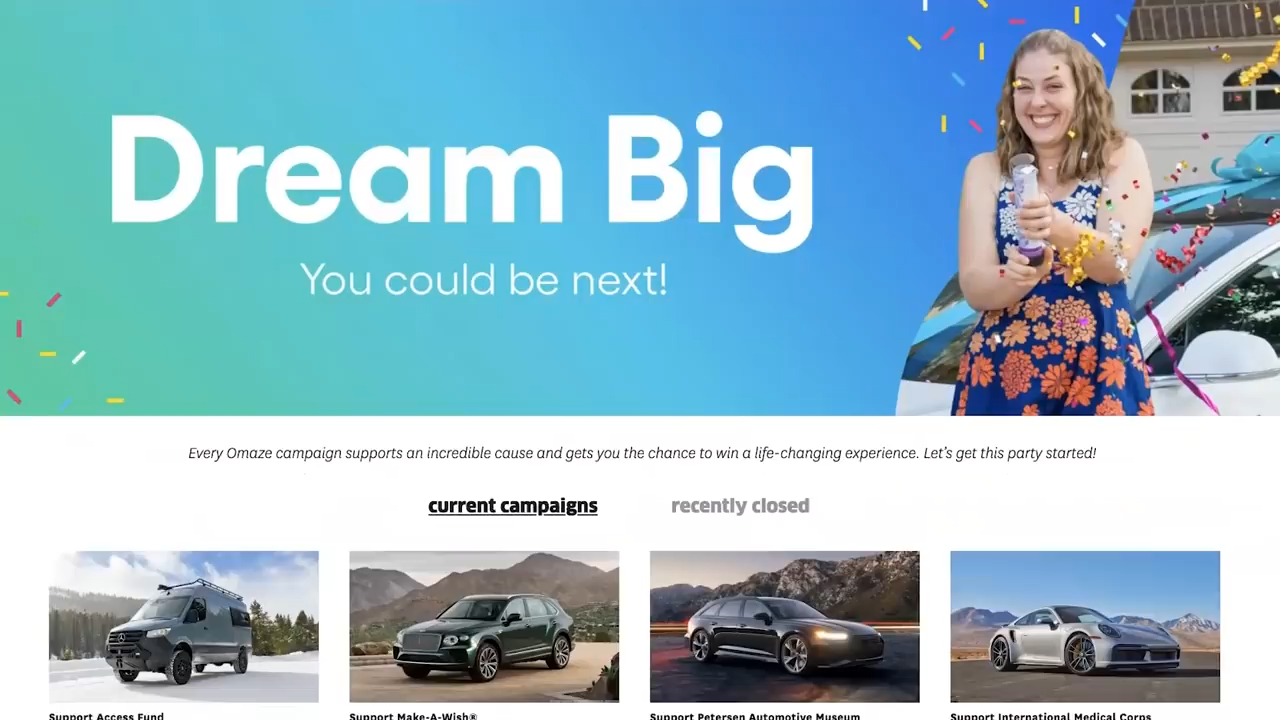 Dream Big
You could be next!
Every Omaze campaign supports an incredible cause and gets you the chance to win a life-changing experience. Let's get this party started!
current campaigns
recently closed
Support Access Fund
Support Make-A-Wish®
Support Petersen Automotive Museum
Support International Medical Corps